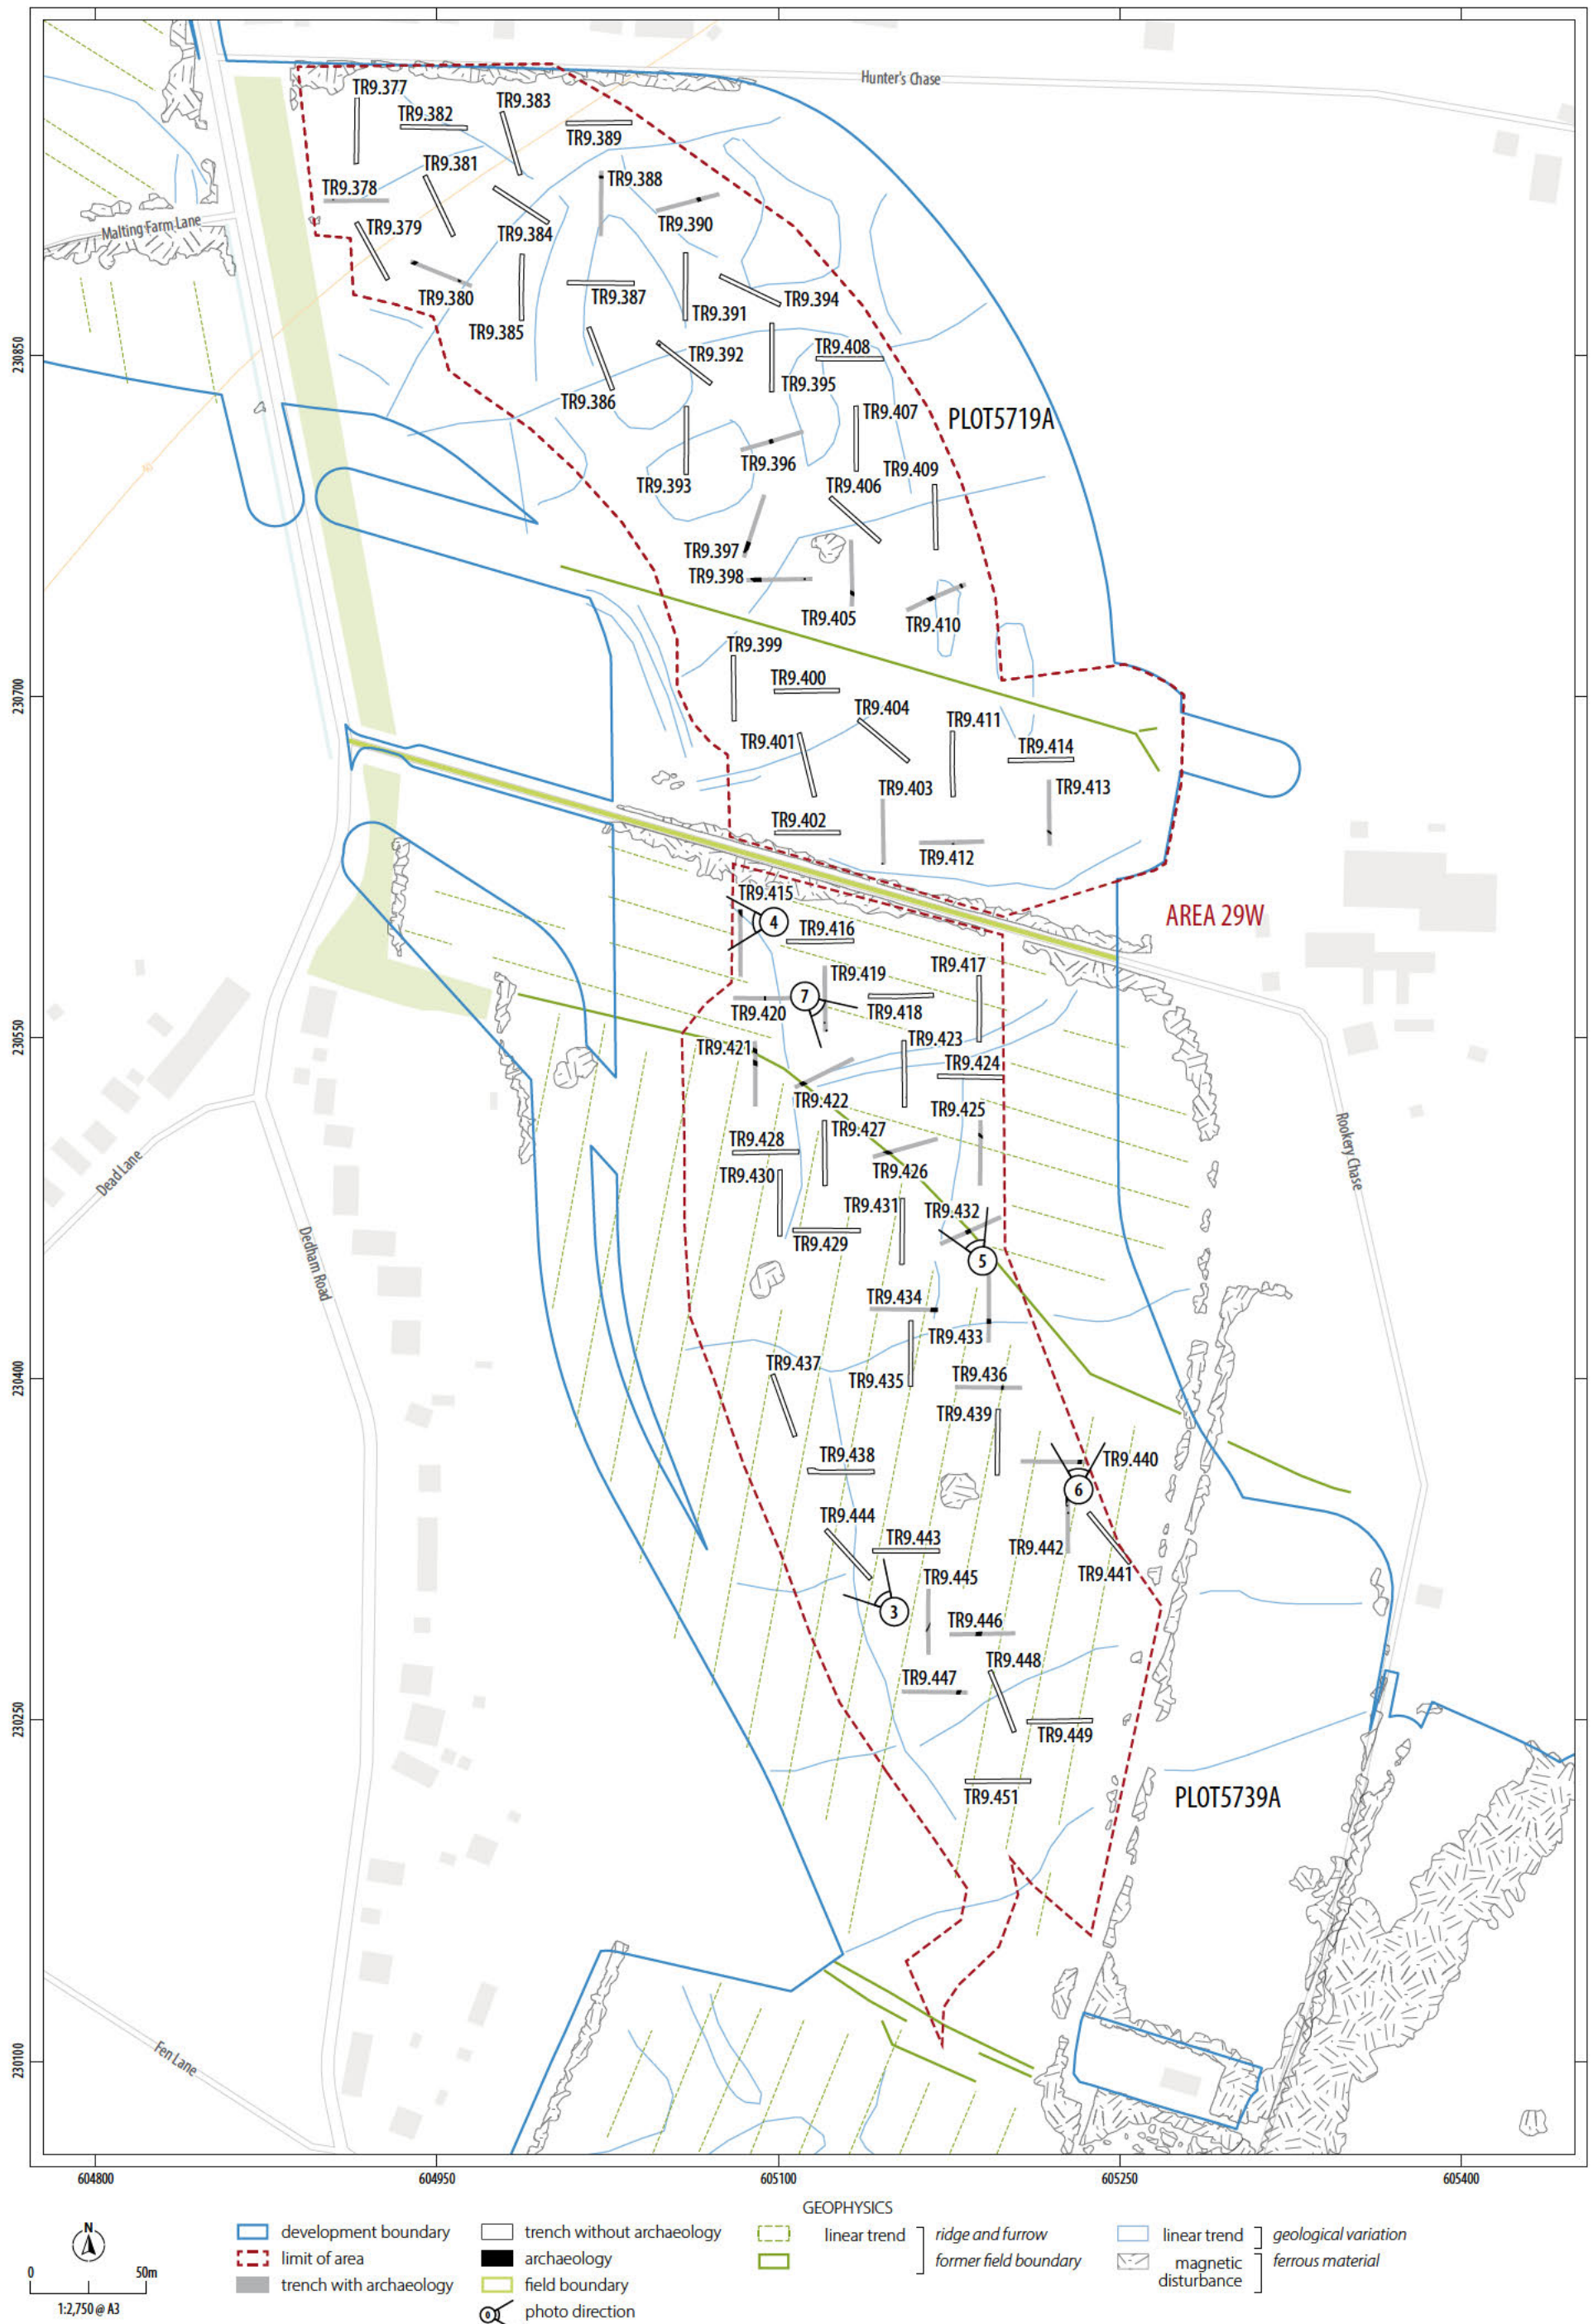 Hunter's Chase
TR9.377
TR9.382
TR9.383
TR9.389
TR9.381
TR9.378
TR9.388
Malting Farm Lane
TR9.379
TR9.384
TR9.390
TR9.380
TR9.387
TR9.394
TR9.385
TR9.391
230850
TR9.392
TR9.408
TR9.386
TR9.395
TR9.407
PLOT5719A
TR9.396
TR9.409
TR9.393
TR9.406
TR9.397
TR9.398
TR9.405
TR9.410
TR9.399
TR9.400
230700
TR9.404
TR9.411
TR9.401
TR9.414
TR9.403
TR9.413
TR9.402
TR9.412
TR9.415
AREA 29W
4
TR9.416
TR9.417
TR9.419
7
TR9.420
TR9.418
230550
TR9.421
TR9.423
TR9.424
TR9.422
TR9.425
TR9.427
TR9.428
Rookery Chase
Dead Lane
TR9.430
TR9.426
TR9.431
TR9.432
TR9.429
5
Dedham Road
TR9.434
TR9.433
230400
TR9.437
TR9.435
TR9.436
TR9.439
TR9.438
TR9.440
6
TR9.444
TR9.443
TR9.442
TR9.441
TR9.445
3
TR9.446
TR9.448
TR9.447
230250
TR9.449
TR9.451
PLOT5739A
230100
Fen Lane
604800
604950
605100
605250
605400
N
0
50m
1:2,750 @ A3
development boundary
limit of area
trench with archaeology
trench without archaeology
archaeology
field boundary
0
photo direction
GEOPHYSICS
linear trend
ridge and furrow
former field boundary
linear trend
geological variation
magnetic
disturbance
ferrous material